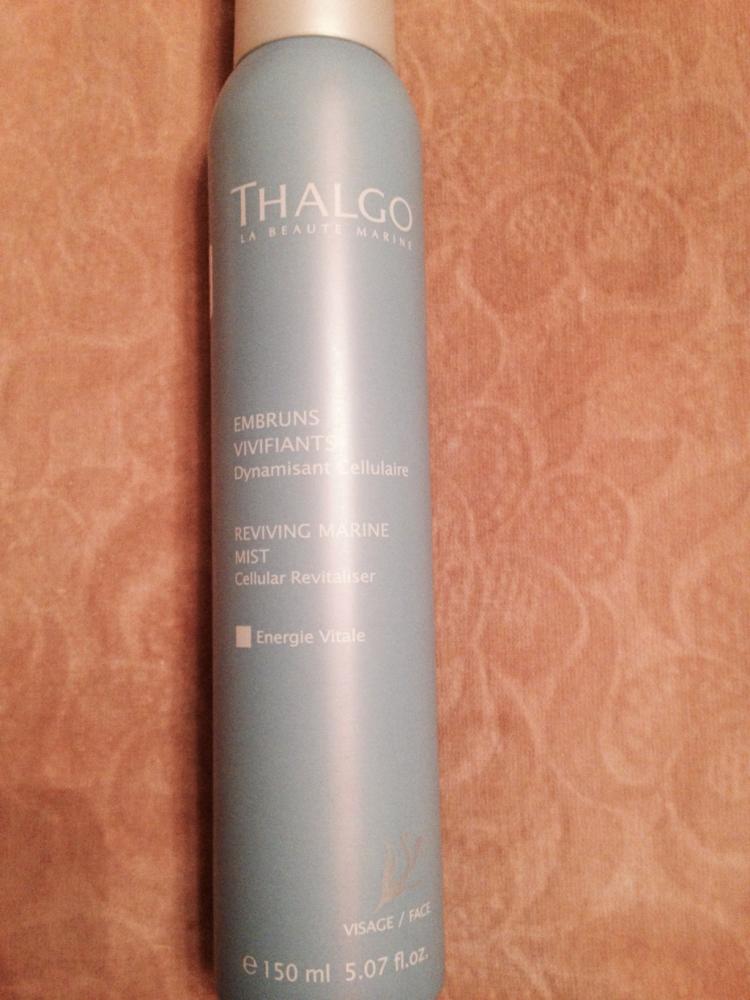 THALGO
LA BEAUTE MARINE
EMBRUNS
VIVIFIANTS
Dynamisant Cellulaire
REVIVING MARINE
MIST
Cellular Revitaliser
Energie Vitale
VISAGE / FACE
e 150 ml 5.07 fl.oz.